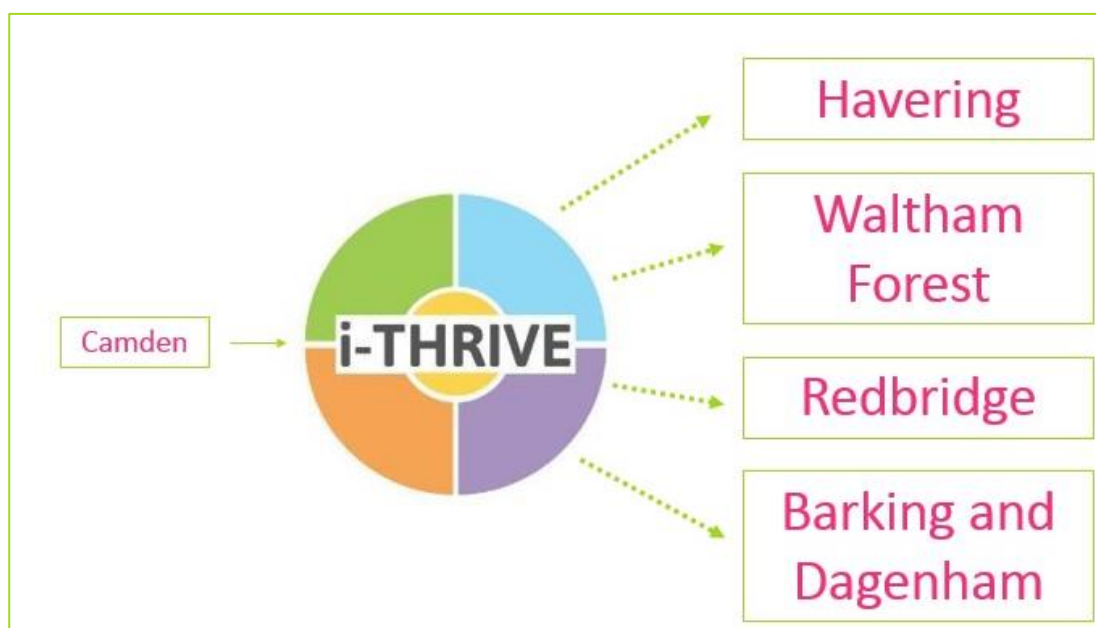 Camden
i-THRIVE
Havering
Waltham
Forest
Redbridge
Barking and
Dagenham